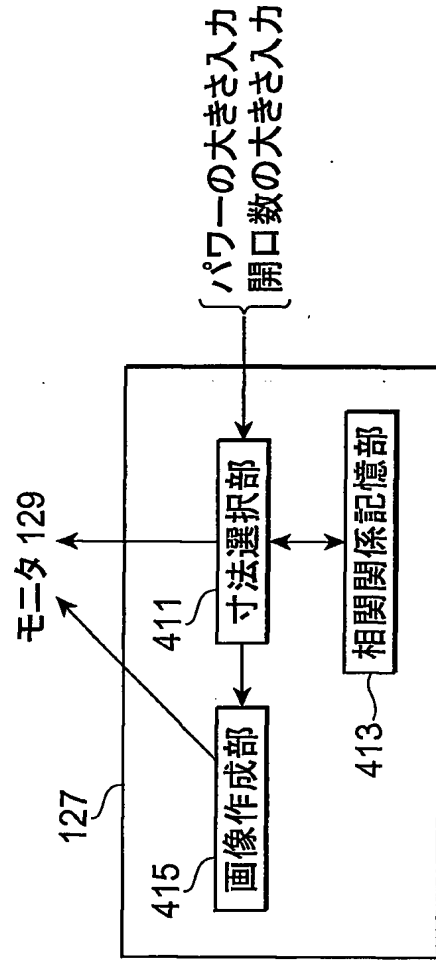 モニタ 129
127
415
画像作成部
411
寸法選択部
413
相関関係記憶部
パワーの大きさ入力
開口数の大きさ入力